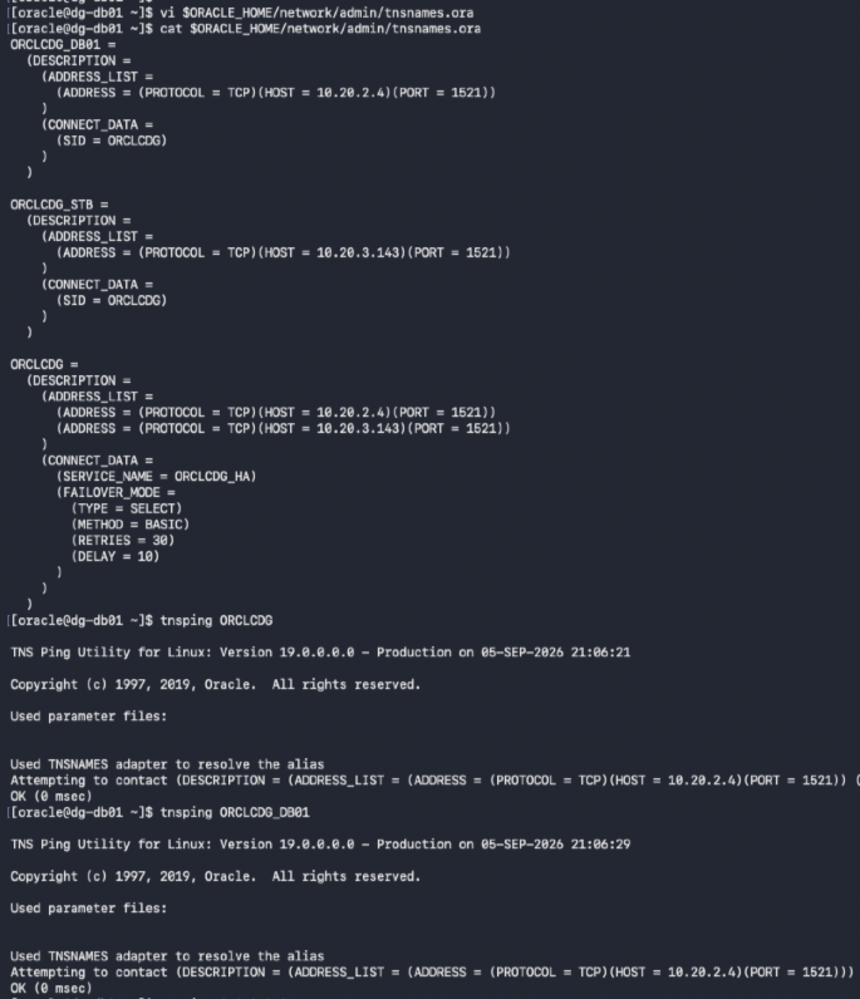 [[oracle@dg-db01 ~]$ vi $ORACLE_HOME/network/admin/tnsnames.ora
[[oracle@dg-db01 ~]$ cat $ORACLE_HOME/network/admin/tnsnames.ora
ORCLCDG_DB01 =
  (DESCRIPTION =
    (ADDRESS_LIST =
      (ADDRESS = (PROTOCOL = TCP)(HOST = 10.20.2.4)(PORT = 1521))
    )
    (CONNECT_DATA =
      (SID = ORCLCDG)
    )
  )

ORCLCDG_STB =
  (DESCRIPTION =
    (ADDRESS_LIST =
      (ADDRESS = (PROTOCOL = TCP)(HOST = 10.20.3.143)(PORT = 1521))
    )
    (CONNECT_DATA =
      (SID = ORCLCDG)
    )
  )

ORCLCDG =
  (DESCRIPTION =
    (ADDRESS_LIST =
      (ADDRESS = (PROTOCOL = TCP)(HOST = 10.20.2.4)(PORT = 1521))
      (ADDRESS = (PROTOCOL = TCP)(HOST = 10.20.3.143)(PORT = 1521))
    )
    (CONNECT_DATA =
      (SERVICE_NAME = ORCLCDG_HA)
      (FAILOVER_MODE =
        (TYPE = SELECT)
        (METHOD = BASIC)
        (RETRIES = 30)
        (DELAY = 10)
      )
    )
  )
[[oracle@dg-db01 ~]$ tnsping ORCLCDG

TNS Ping Utility for Linux: Version 19.0.0.0.0 - Production on 05-SEP-2026 21:06:21

Copyright (c) 1997, 2019, Oracle.  All rights reserved.

Used parameter files:


Used TNSNAMES adapter to resolve the alias
Attempting to contact (DESCRIPTION = (ADDRESS_LIST = (ADDRESS = (PROTOCOL = TCP)(HOST = 10.20.2.4)(PORT = 1521)) (
OK (0 msec)
[[oracle@dg-db01 ~]$ tnsping ORCLCDG_DB01

TNS Ping Utility for Linux: Version 19.0.0.0.0 - Production on 05-SEP-2026 21:06:29

Copyright (c) 1997, 2019, Oracle.  All rights reserved.

Used parameter files:


Used TNSNAMES adapter to resolve the alias
Attempting to contact (DESCRIPTION = (ADDRESS_LIST = (ADDRESS = (PROTOCOL = TCP)(HOST = 10.20.2.4)(PORT = 1521)))
OK (0 msec)